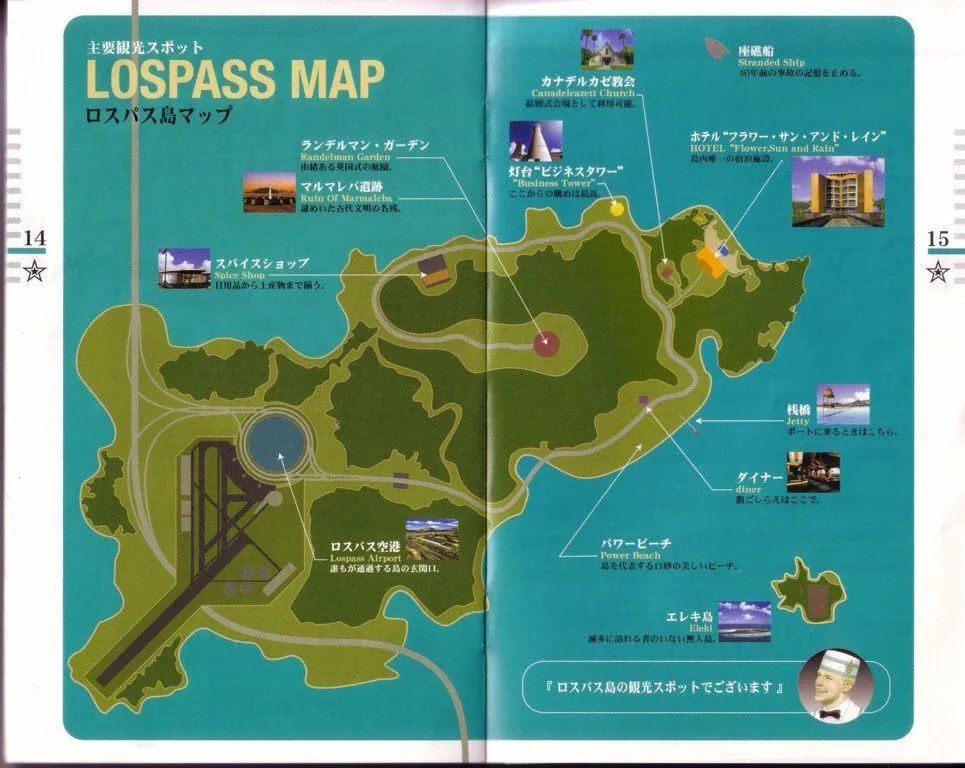 主要観光スポット
LOSPASS MAP
ロスパス島マップ
14
ランデルマン・ガーデン
Randelman Garden
由緒ある英国式の庭園。
マルマレバ遺跡
Ruin Of Marmaleba
謎めいた古代文明の名残。
スパイスショップ
Spice Shop
日用品から土産物まで揃う。
ロスパス空港
Lospass Airport
誰もが通過する島の玄関口。
カナデルカゼ教会
Canadelcazett Church
結婚式会場として利用可能。
灯台“ビジネスタワー”
“Business Tower”
ここからの眺めは最高。
座礁船
Stranded Ship
40年前の事故の記憶を止める。
ホテル“フラワー・サン・アンド・レイン”
HOTEL “Flower,Sun and Rain”
島内唯一の宿泊施設。
15
桟橋
Jetty
ボートに乗るときはこちら。
ダイナー
diner
腹ごしらえはここで。
パワービーチ
Power Beach
島を代表する白砂の美しいビーチ。
エレキ島
Eleki
滅多に訪れる者のいない無人島。
『ロスパス島の観光スポットでございます』